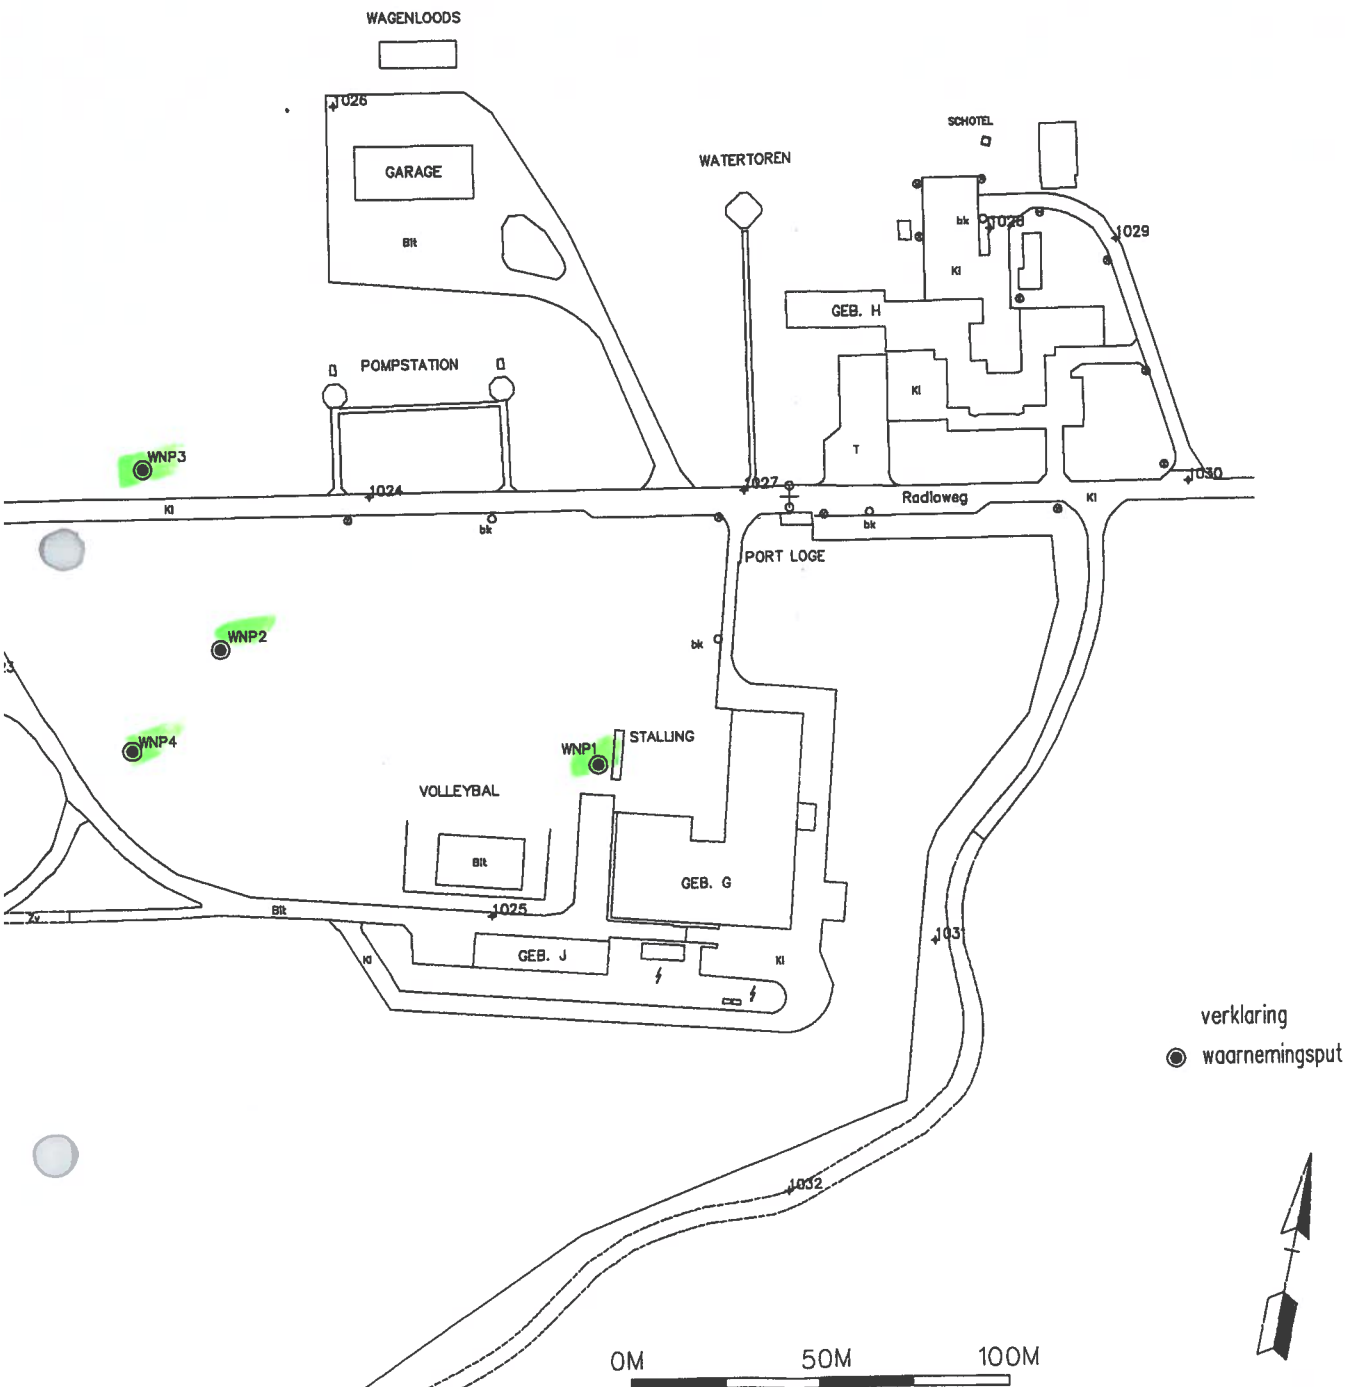 WAGENLOODS
1026
SCHOTEL
GARAGE
WATERTOREN
Blt
bk
1028
1029
Kl
GEB. H
POMPSTATION
Kl
T
WNP3
1024
1027
Radioweg
Kl
1030
Kl
bk
bk
PORT LOGE
WNP2
bk
23
WNP4
WNP1
STALLING
VOLLEYBAL
Blt
GEB. G
Blt
1025
Zv
Kl
GEB. J
Kl
1031
verklaring
waarnemingsput
1032
0M 50M 100M